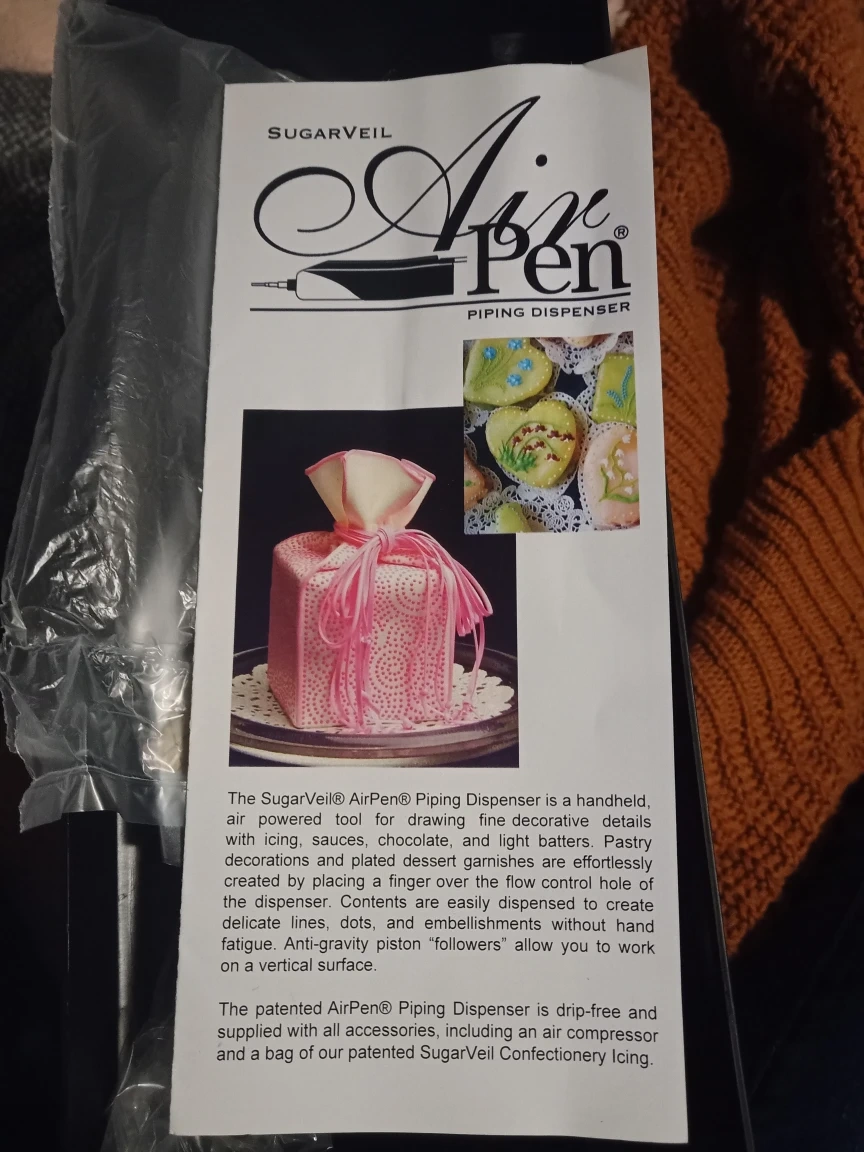 SUGARVEIL
Air
Pen®
PIPING DISPENSER
The SugarVeil® AirPen® Piping Dispenser is a handheld,
air powered tool for drawing fine decorative details
with icing, sauces, chocolate, and light batters. Pastry
decorations and plated dessert garnishes are effortlessly
created by placing a finger over the flow control hole of
the dispenser. Contents are easily dispensed to create
delicate lines, dots, and embellishments without hand
fatigue. Anti-gravity piston “followers” allow you to work
on a vertical surface.
The patented AirPen® Piping Dispenser is drip-free and
supplied with all accessories, including an air compressor
and a bag of our patented SugarVeil Confectionery Icing.